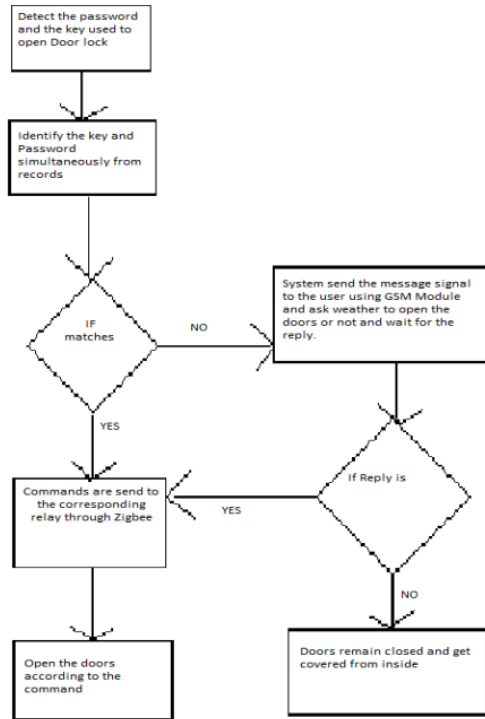 Detect the password
and the key used to
open Door lock
Identify the key and
Password
simultaneously from
records
IF
matches
NO
System send the message signal
to the user using GSM Module
and ask weather to open the
doors or not and wait for the
reply.
YES
If Reply is
YES
Commands are send to
the corresponding
relay through Zigbee
NO
Open the doors
according to the
command
Doors remain closed and get
covered from inside